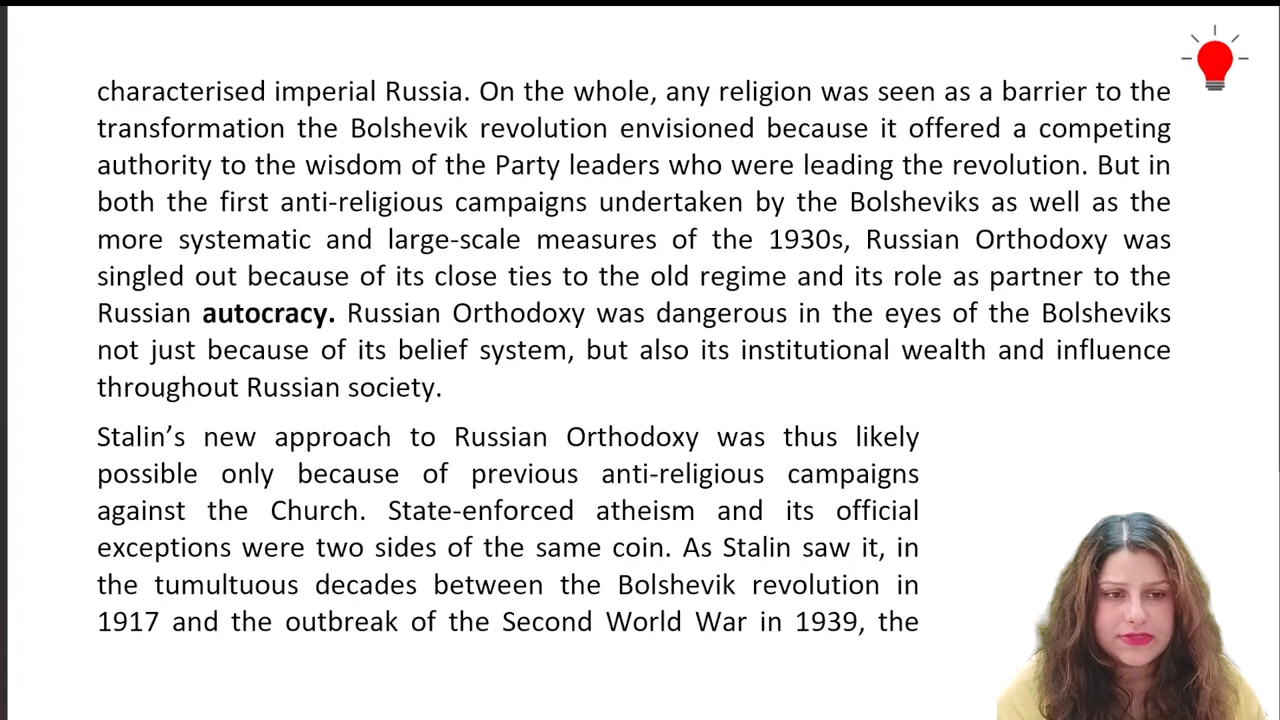 characterised imperial Russia. On the whole, any religion was seen as a barrier to the
transformation the Bolshevik revolution envisioned because it offered a competing
authority to the wisdom of the Party leaders who were leading the revolution. But in
both the first anti-religious campaigns undertaken by the Bolsheviks as well as the
more systematic and large-scale measures of the 1930s, Russian Orthodoxy was
singled out because of its close ties to the old regime and its role as partner to the
Russian autocracy. Russian Orthodoxy was dangerous in the eyes of the Bolsheviks
not just because of its belief system, but also its institutional wealth and influence
throughout Russian society.
Stalin’s new approach to Russian Orthodoxy was thus likely
possible only because of previous anti-religious campaigns
against the Church. State-enforced atheism and its official
exceptions were two sides of the same coin. As Stalin saw it, in
the tumultuous decades between the Bolshevik revolution in
1917 and the outbreak of the Second World War in 1939, the